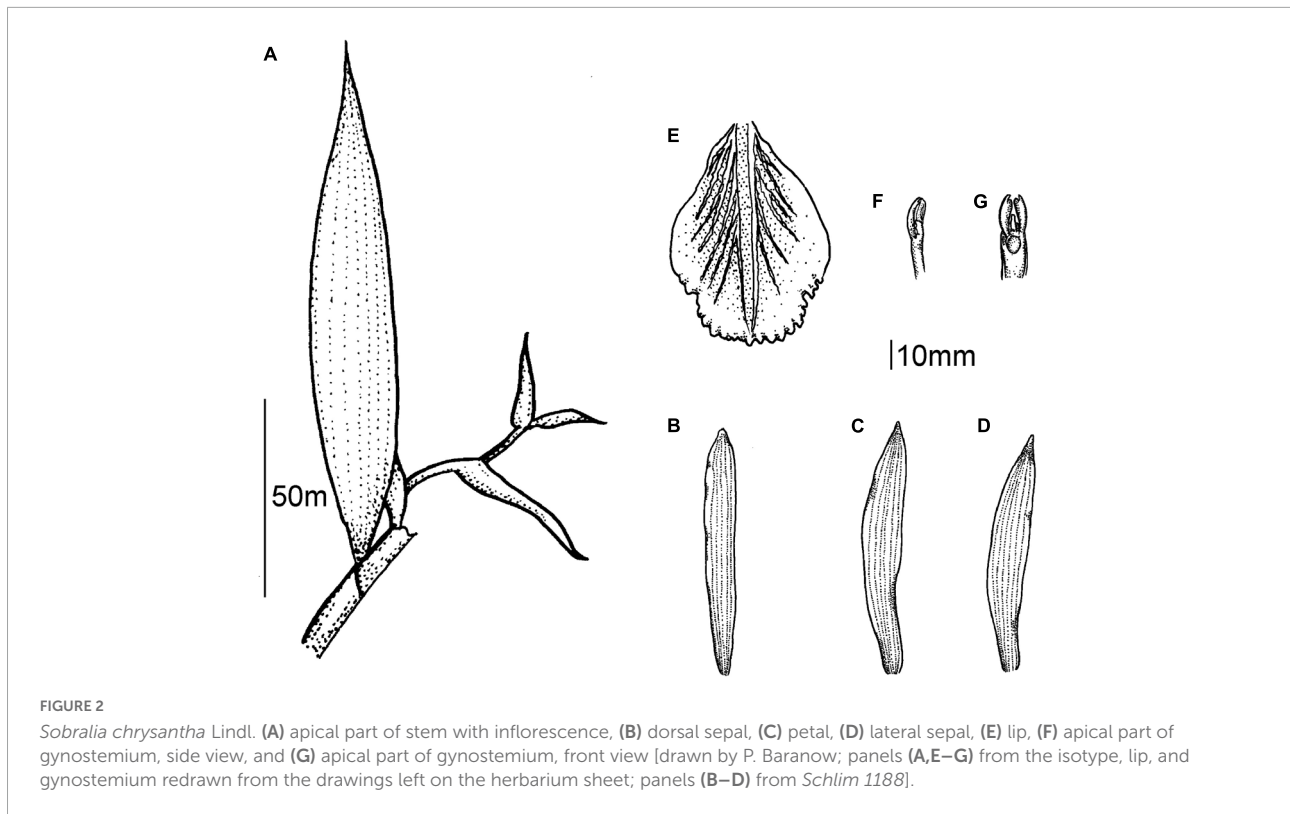 A
E
F
G
10mm
B
C
D
50m
FIGURE 2
Sobralia chrysantha Lindl. (A) apical part of stem with inflorescence, (B) dorsal sepal, (C) petal, (D) lateral sepal, (E) lip, (F) apical part of
gynostemium, side view, and (G) apical part of gynostemium, front view [drawn by P. Baranow; panels (A,E–G) from the isotype, lip, and
gynostemium redrawn from the drawings left on the herbarium sheet; panels (B–D) from Schlim 1188].